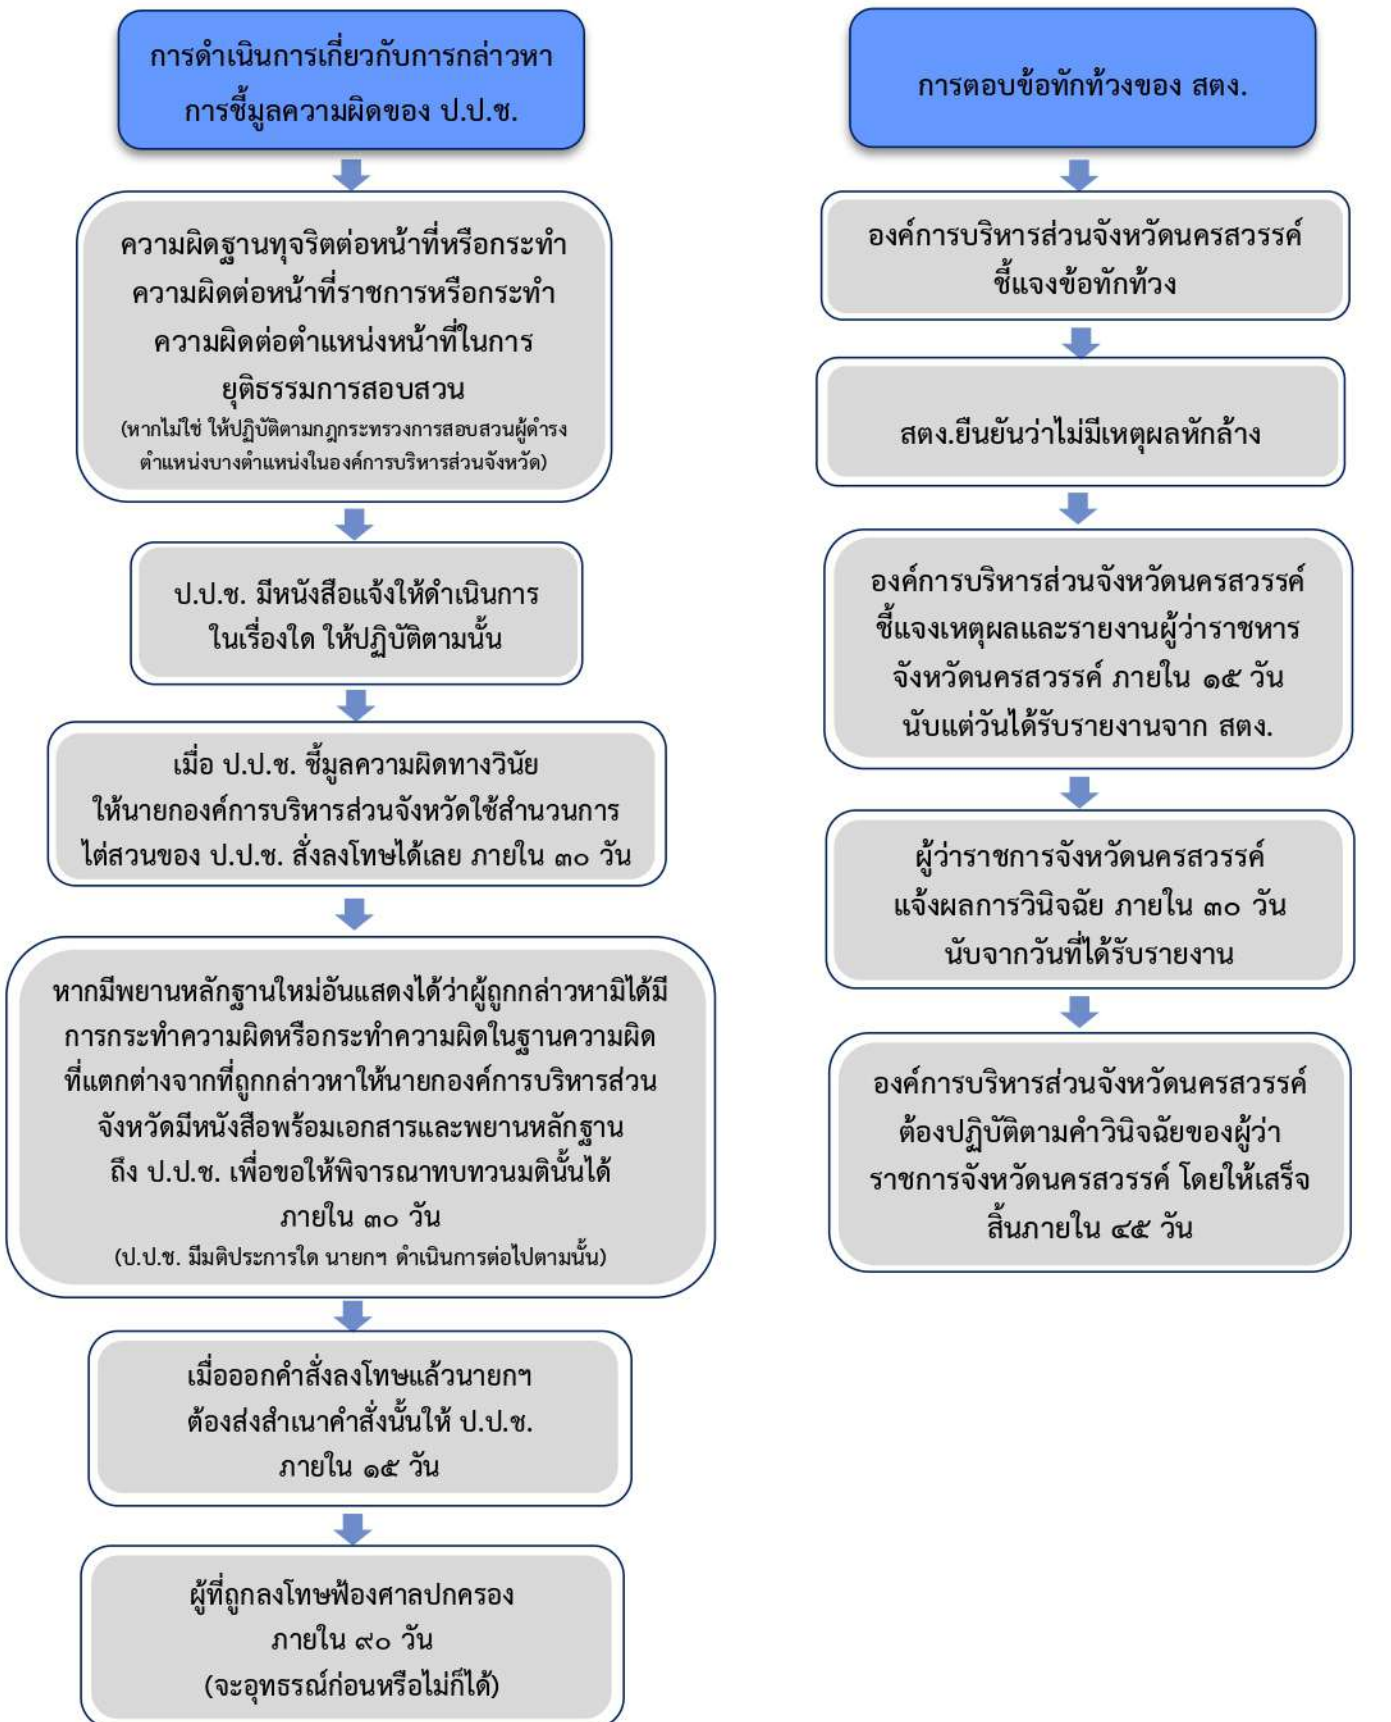 การดำเนินการเกี่ยวกับการกล่าวหา
การชี้มูลความผิดของ ป.ป.ช.
ความผิดฐานทุจริตต่อหน้าที่หรือกระทำ
ความผิดต่อหน้าที่ราชการหรือกระทำ
ความผิดต่อตำแหน่งหน้าที่ในการ
ยุติธรรมการสอบสวน
(หากไม่ใช่ ให้ปฏิบัติตามกฎกระทรวงการสอบสวนผู้ดำรง
ตำแหน่งบางตำแหน่งในองค์การบริหารส่วนจังหวัด)
ป.ป.ช. มีหนังสือแจ้งให้ดำเนินการ
ในเรื่องใด ให้ปฏิบัติตามนั้น
เมื่อ ป.ป.ช. ชี้มูลความผิดทางวินัย
ให้นายกองค์การบริหารส่วนจังหวัดใช้สำนวนการ
ไต่สวนของ ป.ป.ช. สั่งลงโทษได้เลย ภายใน ๓๐ วัน
หากมีพยานหลักฐานใหม่อันแสดงได้ว่าผู้ถูกกล่าวหามิได้มี
การกระทำความผิดหรือกระทำความผิดในฐานความผิด
ที่แตกต่างจากที่ถูกกล่าวหาให้นายกองค์การบริหารส่วน
จังหวัดมีหนังสือพร้อมเอกสารและพยานหลักฐาน
ถึง ป.ป.ช. เพื่อขอให้พิจารณาทบทวนมตินั้นได้
ภายใน ๓๐ วัน
(ป.ป.ช. มีมติประการใด นายกฯ ดำเนินการต่อไปตามนั้น)
เมื่อออกคำสั่งลงโทษแล้วนายกฯ
ต้องส่งสำเนาคำสั่งนั้นให้ ป.ป.ช.
ภายใน ๑๕ วัน
ผู้ที่ถูกลงโทษฟ้องศาลปกครอง
ภายใน ๙๐ วัน
(จะอุทธรณ์ก่อนหรือไม่ก็ได้)
การตอบข้อทักท้วงของ สตง.
องค์การบริหารส่วนจังหวัดนครสวรรค์
ชี้แจงข้อทักท้วง
สตง.ยืนยันว่าไม่มีเหตุผลหักล้าง
องค์การบริหารส่วนจังหวัดนครสวรรค์
ชี้แจงเหตุผลและรายงานผู้ว่าราชหาร
จังหวัดนครสวรรค์ ภายใน ๑๕ วัน
นับแต่วันได้รับรายงานจาก สตง.
ผู้ว่าราชการจังหวัดนครสวรรค์
แจ้งผลการวินิจฉัย ภายใน ๓๐ วัน
นับจากวันที่ได้รับรายงาน
องค์การบริหารส่วนจังหวัดนครสวรรค์
ต้องปฏิบัติตามคำวินิจฉัยของผู้ว่า
ราชการจังหวัดนครสวรรค์ โดยให้เสร็จ
สิ้นภายใน ๔๕ วัน